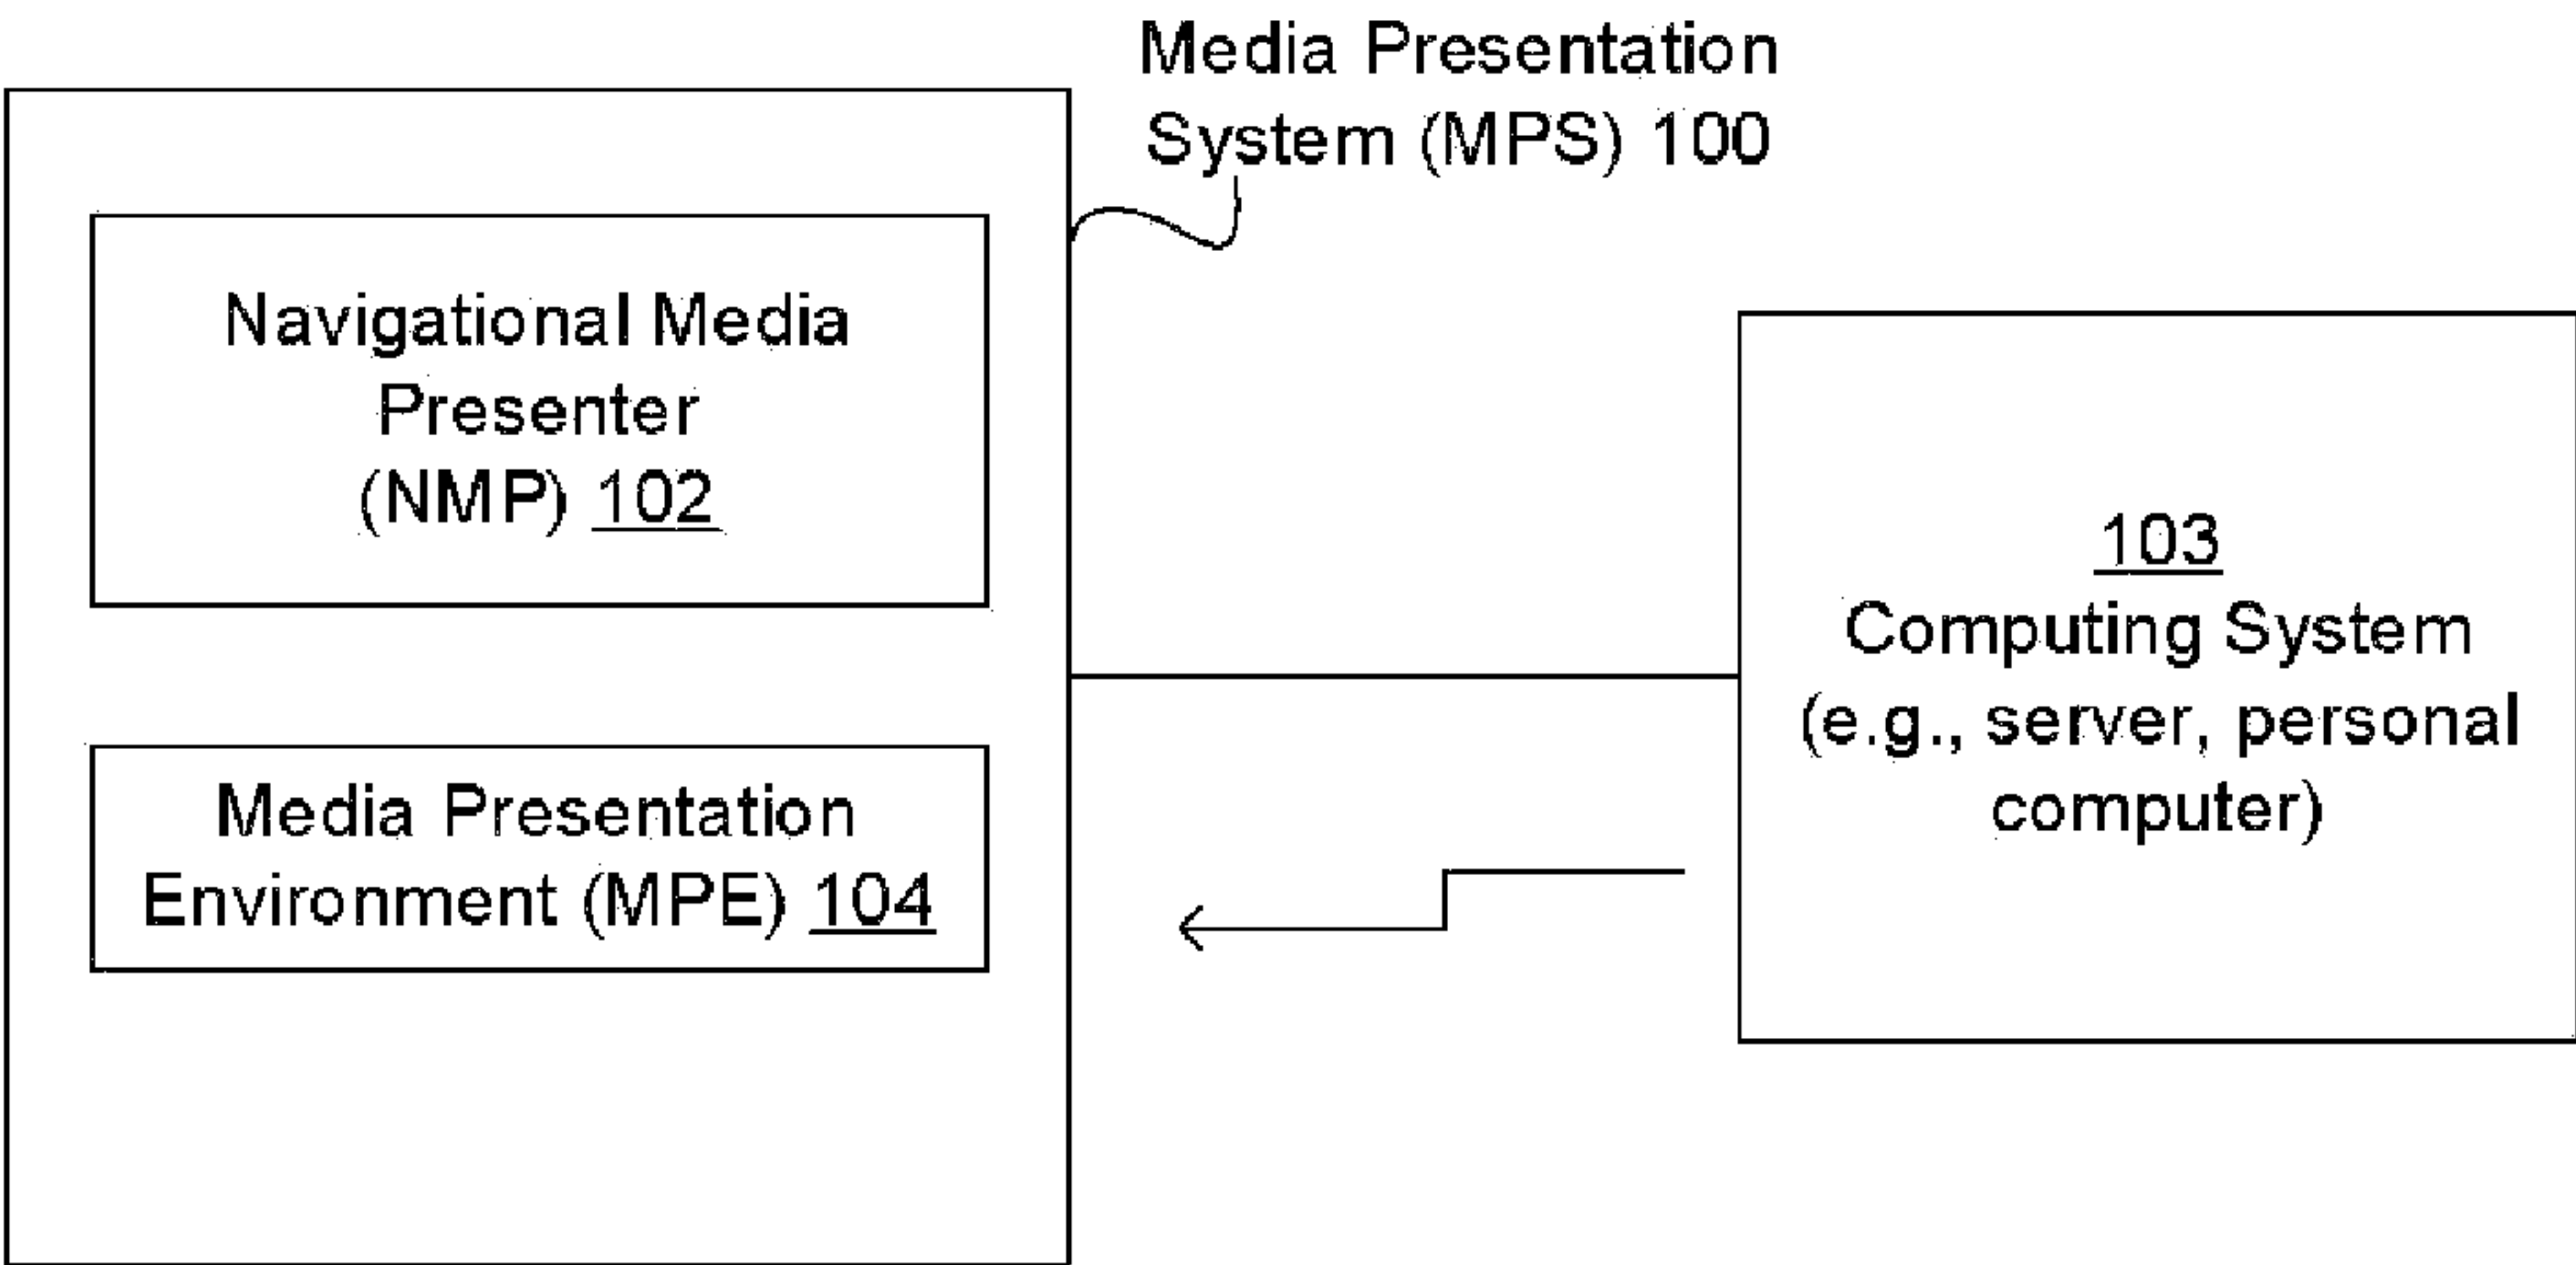 Media Presentation
System (MPS) 100
Navigational Media
Presenter
(NMP) 102
Media Presentation
Environment (MPE) 104
103
Computing System
(e.g., server, personal
computer)